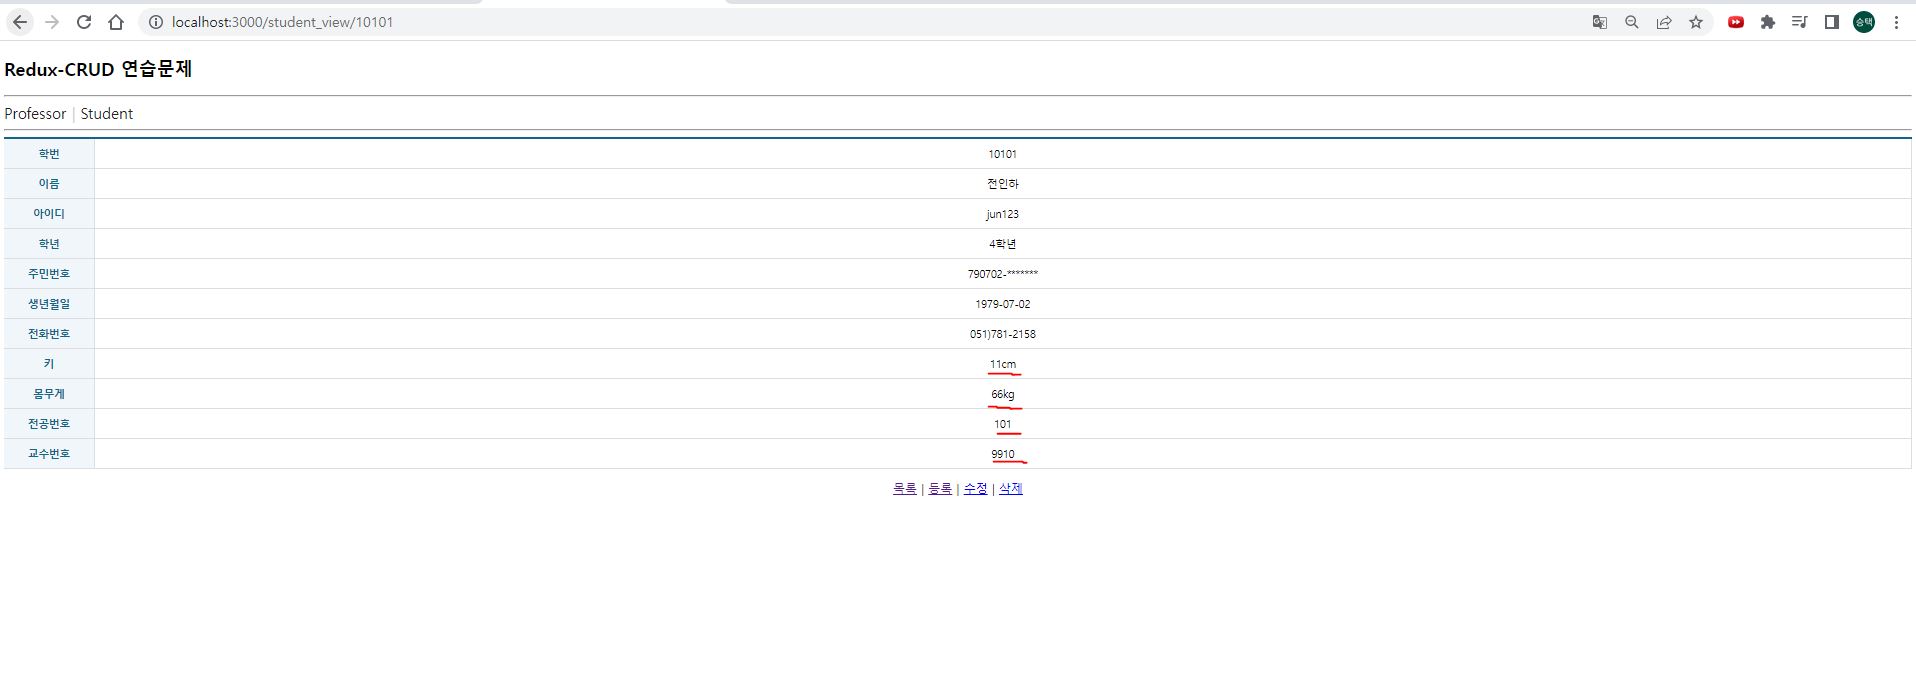 localhost:3000/student_view/10101
승택
Redux-CRUD 연습문제
Professor | Student
학번 10101
이름 전인하
아이디 jun123
학년 4학년
주민번호 790702-*******
생년월일 1979-07-02
전화번호 051)781-2158
키 11cm
몸무게 66kg
전공번호 101
교수번호 9910
목록 | 등록 | 수정 | 삭제